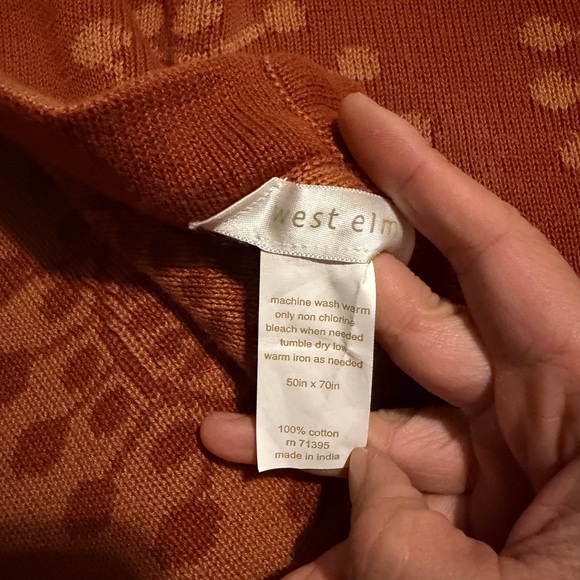 west elm
machine wash warm
only non chlorine
bleach when needed
tumble dry low
warm iron as needed
50in x 70in
100% cotton
rn 71395
made in india